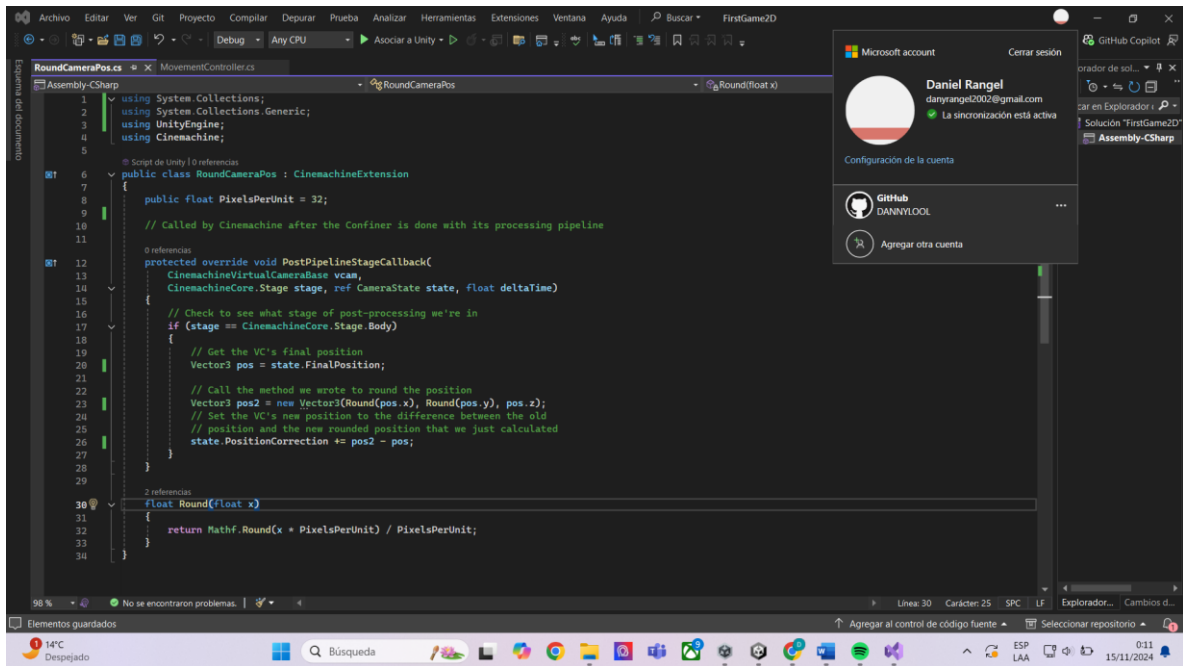 Archivo Editar Ver Git Proyecto Compilar Depurar Prueba Analizar Herramientas Extensiones Ventana Ayuda Buscar FirstGame2D
Debug Any CPU Asociar a Unity GitHub Copilot
RoundCameraPos.cs MovementController.cs
Assembly-CSharp RoundCameraPos Round(float x)
Esquema del documento
1 using System.Collections;
2 using System.Collections.Generic;
3 using UnityEngine;
4 using Cinemachine;
5
Script de Unity | 0 referencias
6 public class RoundCameraPos : CinemachineExtension
7 {
8 public float PixelsPerUnit = 32;
9
10 // Called by Cinemachine after the Confiner is done with its processing pipeline
11
0 referencias
12 protected override void PostPipelineStageCallback(
13 CinemachineVirtualCameraBase vcam,
14 CinemachineCore.Stage stage, ref CameraState state, float deltaTime)
15 {
16 // Check to see what stage of post-processing we're in
17 if (stage == CinemachineCore.Stage.Body)
18 {
19 // Get the VC's final position
20 Vector3 pos = state.FinalPosition;
21
22 // Call the method we wrote to round the position
23 Vector3 pos2 = new Vector3(Round(pos.x), Round(pos.y), pos.z);
24 // Set the VC's new position to the difference between the old
25 // position and the new rounded position that we just calculated
26 state.PositionCorrection += pos2 - pos;
27 }
28 }
29
2 referencias
30 float Round(float x)
31 {
32 return Mathf.Round(x * PixelsPerUnit) / PixelsPerUnit;
33 }
34 }
Microsoft account Cerrar sesión
Daniel Rangel
danyrangel2002@gmail.com
La sincronización está activa
Configuración de la cuenta
GitHub
DANNYLOOL
Agregar otra cuenta
Solución "FirstGame2D"
Assembly-CSharp
98 % No se encontraron problemas. Línea: 30 Carácter: 25 SPC LF Explorador... Cambios d...
Elementos guardados Agregar al control de código fuente Seleccionar repositorio
14°C
Despejado
Búsqueda
ESP
LAA
0:11
15/11/2024